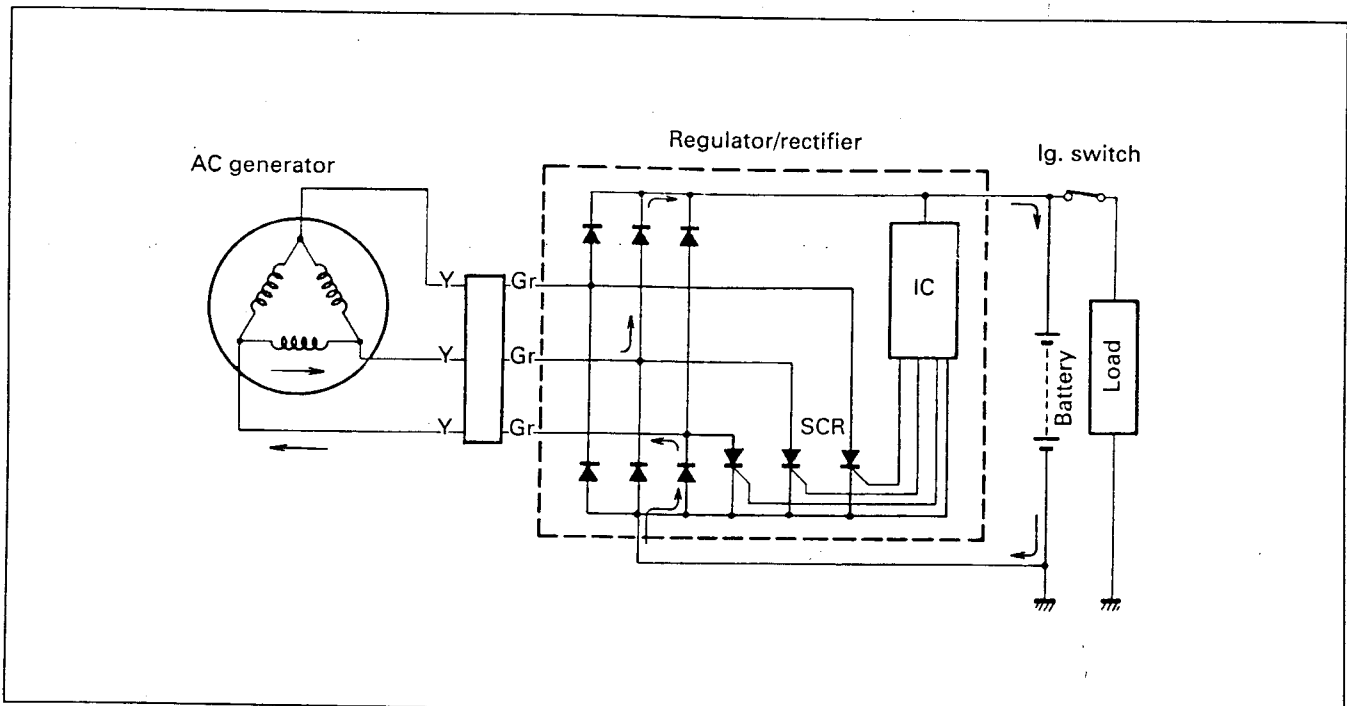 AC generator
Regulator/rectifier
Ig. switch
Y
Gr
Y
Gr
Y
Gr
IC
SCR
Battery
Load